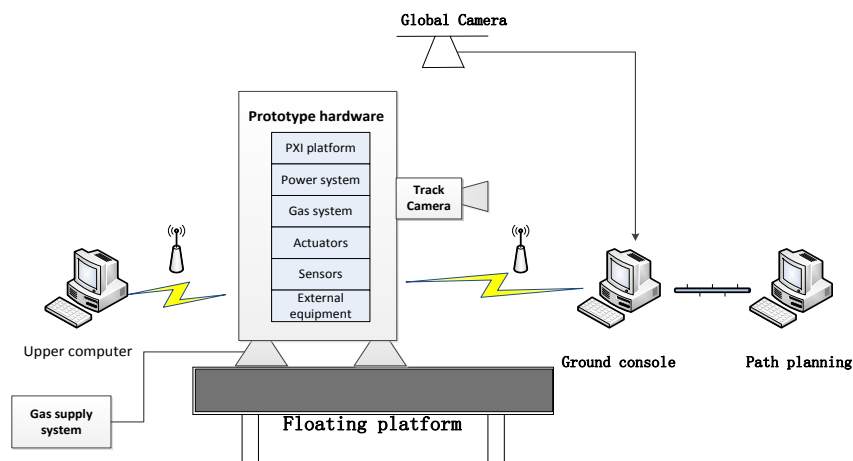 Global Camera
Prototype hardware
PXI platform
Power system
Gas system
Actuators
Sensors
External
equipment
Track
Camera
Upper computer
Ground console
Path planning
Gas supply
system
Floating platform